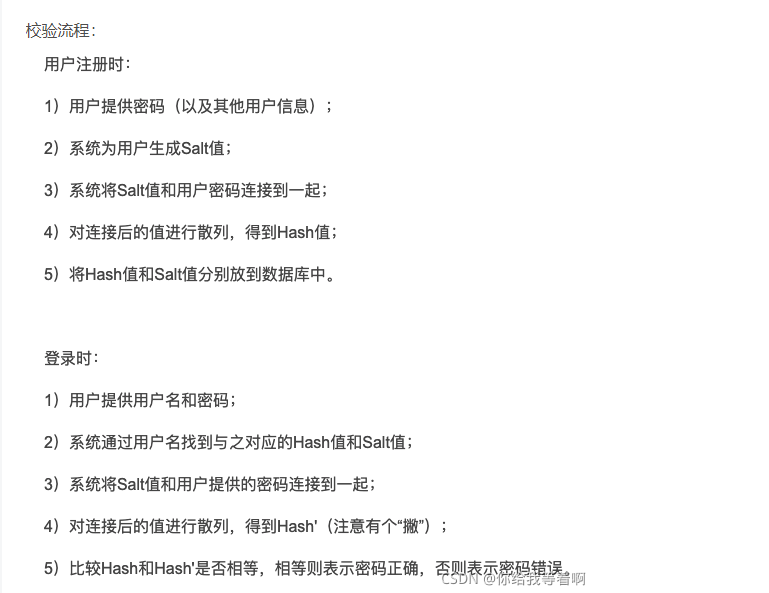 校验流程：
用户注册时：
1）用户提供密码（以及其他用户信息）；
2）系统为用户生成Salt值；
3）系统将Salt值和用户密码连接到一起；
4）对连接后的值进行散列，得到Hash值；
5）将Hash值和Salt值分别放到数据库中。
登录时：
1）用户提供用户名和密码；
2）系统通过用户名找到与之对应的Hash值和Salt值；
3）系统将Salt值和用户提供的密码连接到一起；
4）对连接后的值进行散列，得到Hash'（注意有个“撇”）；
5）比较Hash和Hash'是否相等，相等则表示密码正确，否则表示密码错误。
CSDN @你给我等着啊